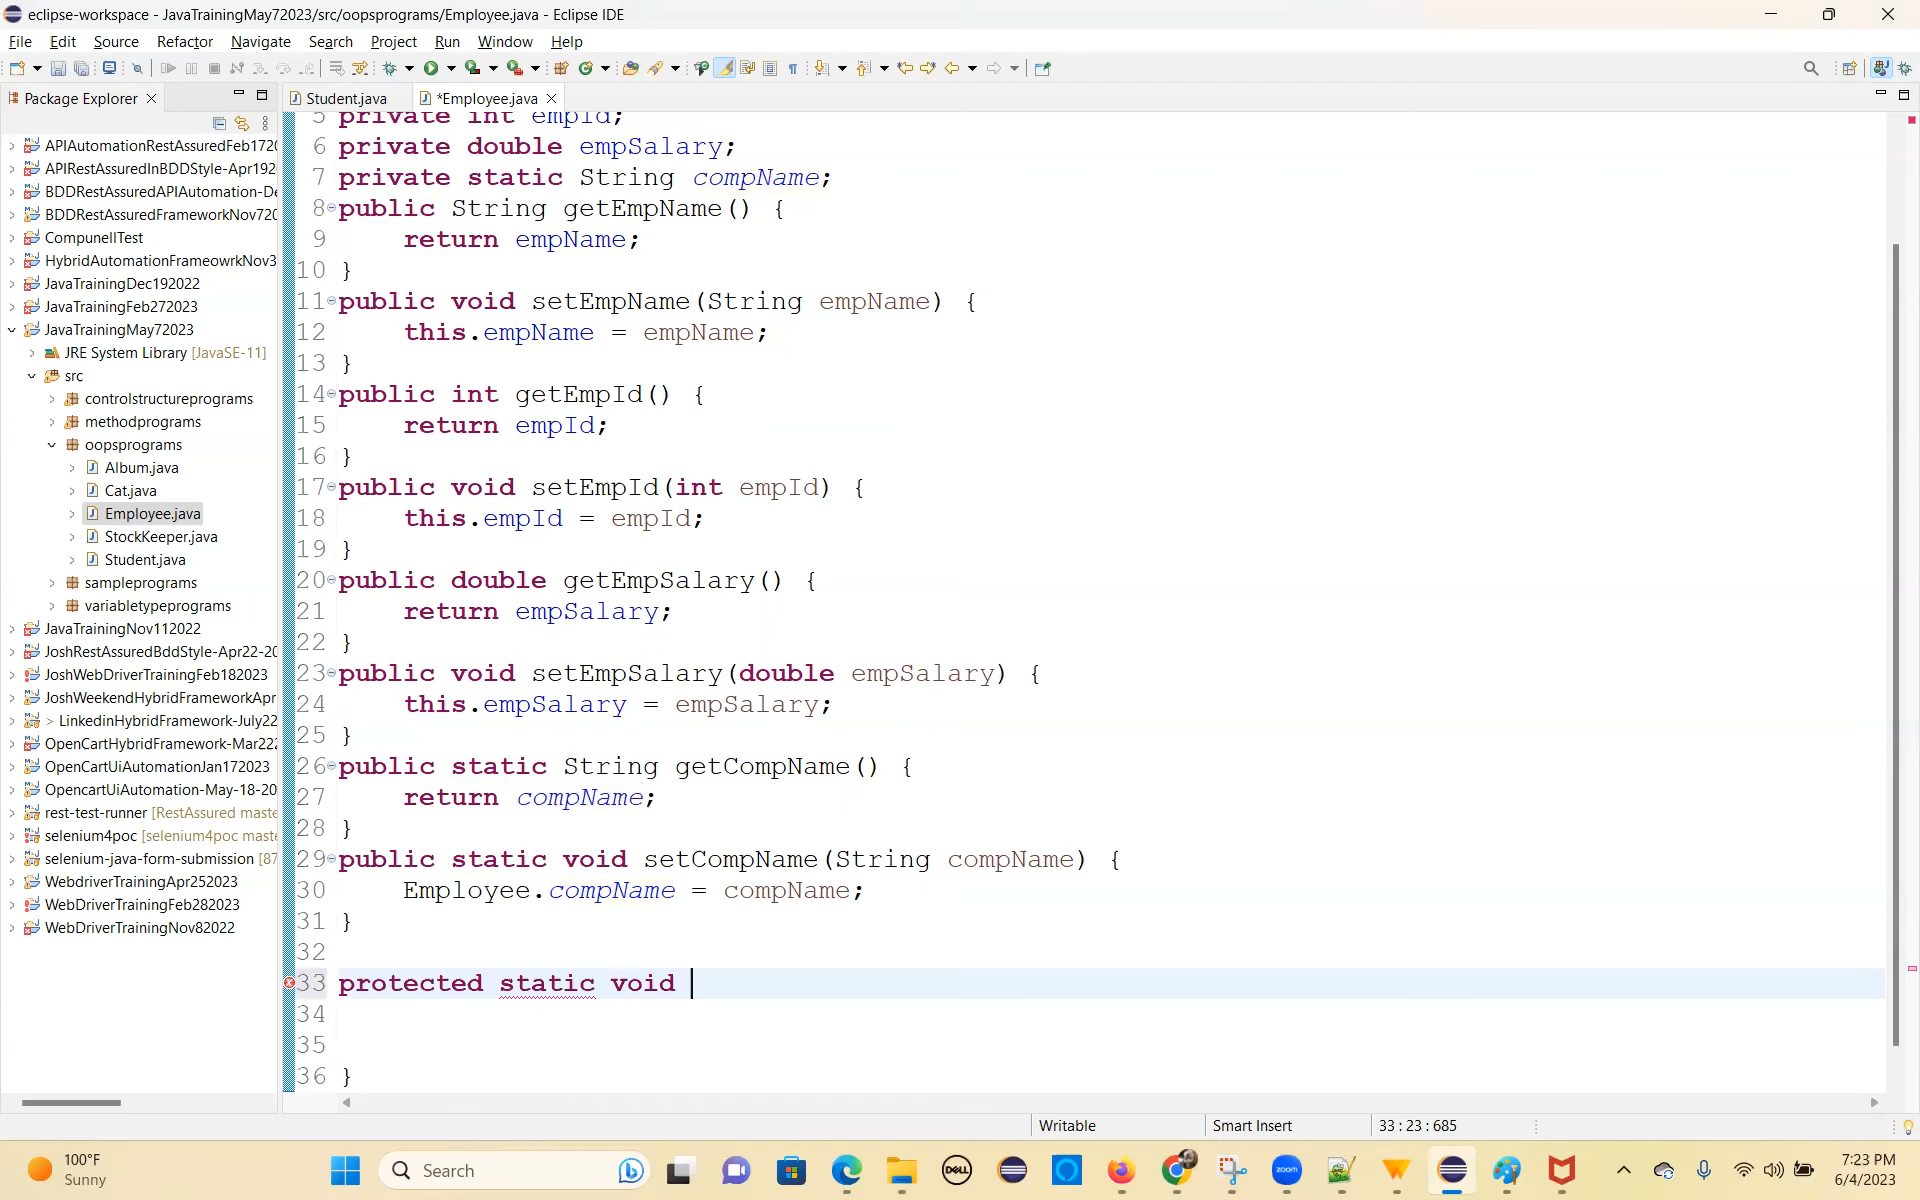 eclipse-workspace - JavaTrainingMay72023/src/oopsprograms/Employee.java - Eclipse IDE
File Edit Source Refactor Navigate Search Project Run Window Help
Package Explorer
Student.java
*Employee.java
APIAutomationRestAssuredFeb1720
APIRestAssuredInBDDStyle-Apr192
BDDRestAssuredAPIAutomation-De
BDDRestAssuredFrameworkNov720
CompunellTest
HybridAutomationFrameowrkNov3
JavaTrainingDec192022
JavaTrainingFeb272023
JavaTrainingMay72023
JRE System Library [JavaSE-11]
src
controlstructureprograms
methodprograms
oopsprograms
Album.java
Cat.java
Employee.java
StockKeeper.java
Student.java
sampleprograms
variabletypeprograms
JavaTrainingNov112022
JoshRestAssuredBddStyle-Apr22-20
JoshWebDriverTrainingFeb182023
JoshWeekendHybridFrameworkApr
> LinkedinHybridFramework-July22
OpenCartHybridFramework-Mar222
OpenCartUiAutomationJan172023
OpencartUiAutomation-May-18-20
rest-test-runner [RestAssured maste
selenium4poc [selenium4poc maste
selenium-java-form-submission [87
WebdriverTrainingApr252023
WebDriverTrainingFeb282023
WebDriverTrainingNov82022
5 private int empId;
6 private double empSalary;
7 private static String compName;
8 public String getEmpName() {
9 return empName;
10 }
11 public void setEmpName(String empName) {
12 this.empName = empName;
13 }
14 public int getEmpId() {
15 return empId;
16 }
17 public void setEmpId(int empId) {
18 this.empId = empId;
19 }
20 public double getEmpSalary() {
21 return empSalary;
22 }
23 public void setEmpSalary(double empSalary) {
24 this.empSalary = empSalary;
25 }
26 public static String getCompName() {
27 return compName;
28 }
29 public static void setCompName(String compName) {
30 Employee.compName = compName;
31 }
32
33 protected static void
34
35
36 }
Writable
Smart Insert
33 : 23 : 685
100°F
Sunny
Search
DELL
zoom
7:23 PM
6/4/2023